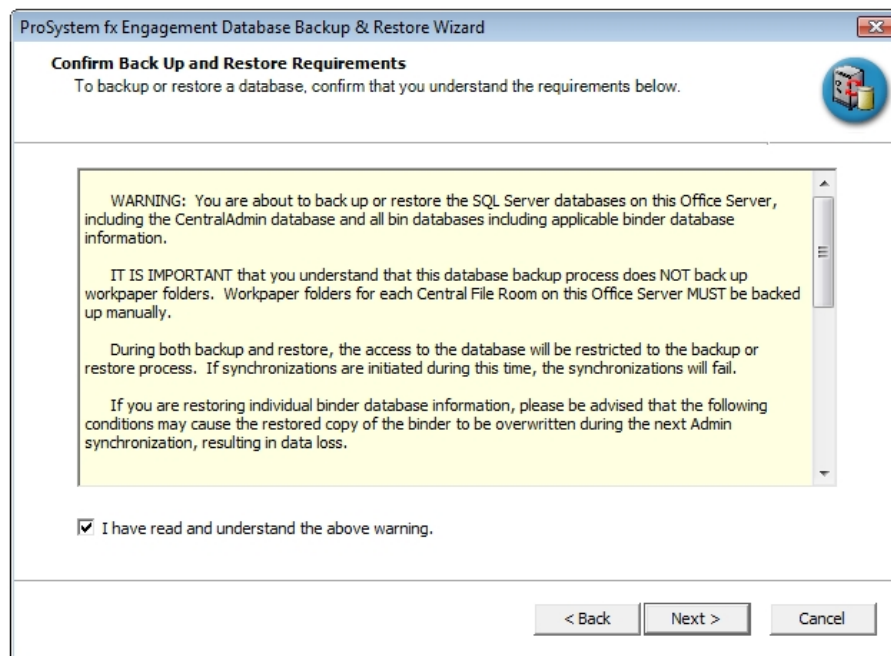 ProSystem fx Engagement Database Backup & Restore Wizard
Confirm Back Up and Restore Requirements
To backup or restore a database, confirm that you understand the requirements below.
WARNING: You are about to back up or restore the SQL Server databases on this Office Server,
including the CentralAdmin database and all bin databases including applicable binder database
information.
IT IS IMPORTANT that you understand that this database backup process does NOT back up
workpaper folders. Workpaper folders for each Central File Room on this Office Server MUST be backed
up manually.
During both backup and restore, the access to the database will be restricted to the backup or
restore process. If synchronizations are initiated during this time, the synchronizations will fail.
If you are restoring individual binder database information, please be advised that the following
conditions may cause the restored copy of the binder to be overwritten during the next Admin
synchronization, resulting in data loss.
I have read and understand the above warning.
< Back Next > Cancel